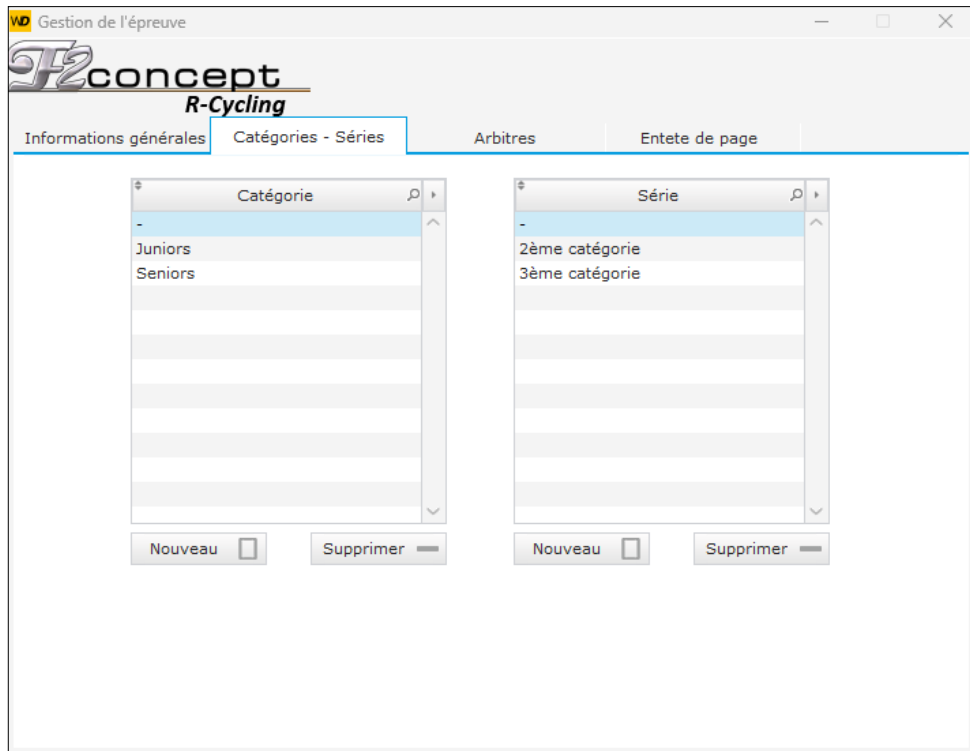 WD Gestion de l'épreuve
F2concept
R-Cycling
Informations générales Catégories - Séries Arbitres Entete de page
Catégorie Série
- -
Juniors 2ème catégorie
Seniors 3ème catégorie
Nouveau Supprimer Nouveau Supprimer